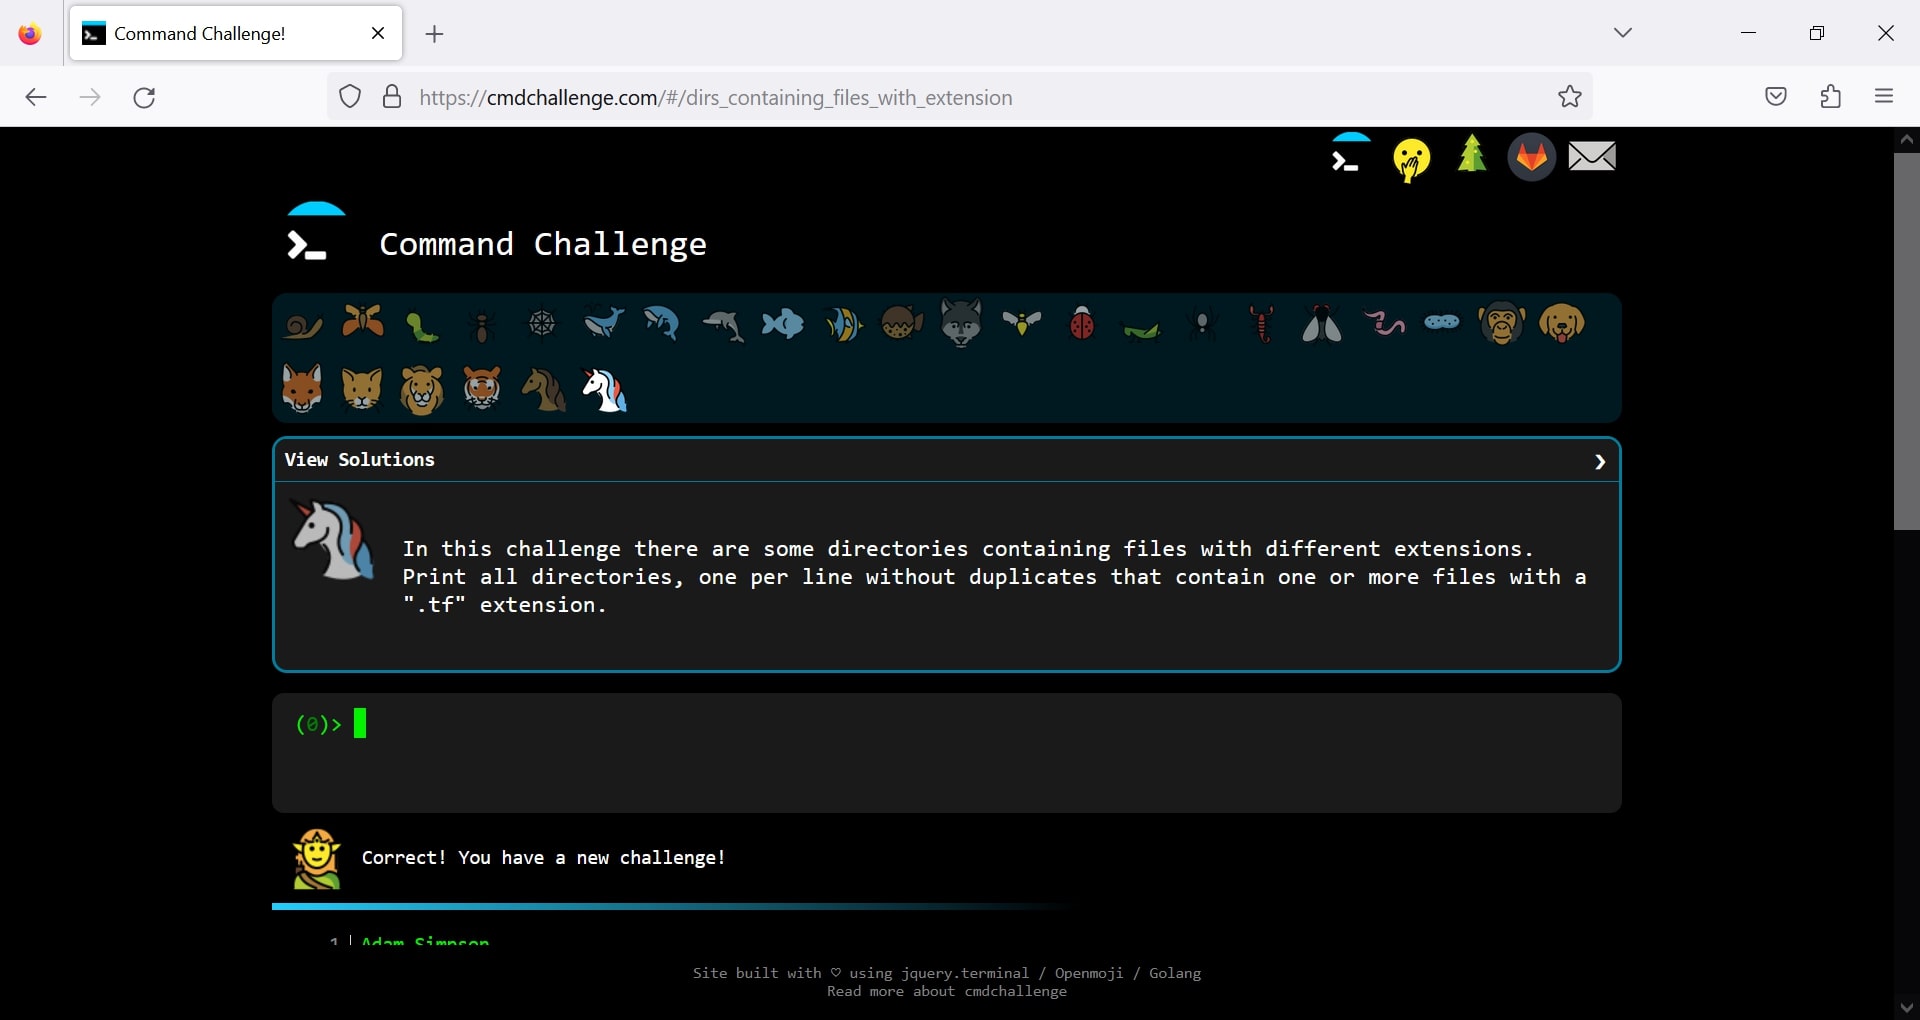 Command Challenge!
https://cmdchallenge.com/#/dirs_containing_files_with_extension
Command Challenge
View Solutions
In this challenge there are some directories containing files with different extensions.
Print all directories, one per line without duplicates that contain one or more files with a
".tf" extension.
(0)>
Correct! You have a new challenge!
1 Adam Simpson
Site built with ♡ using jquery.terminal / Openmoji / Golang
Read more about cmdchallenge